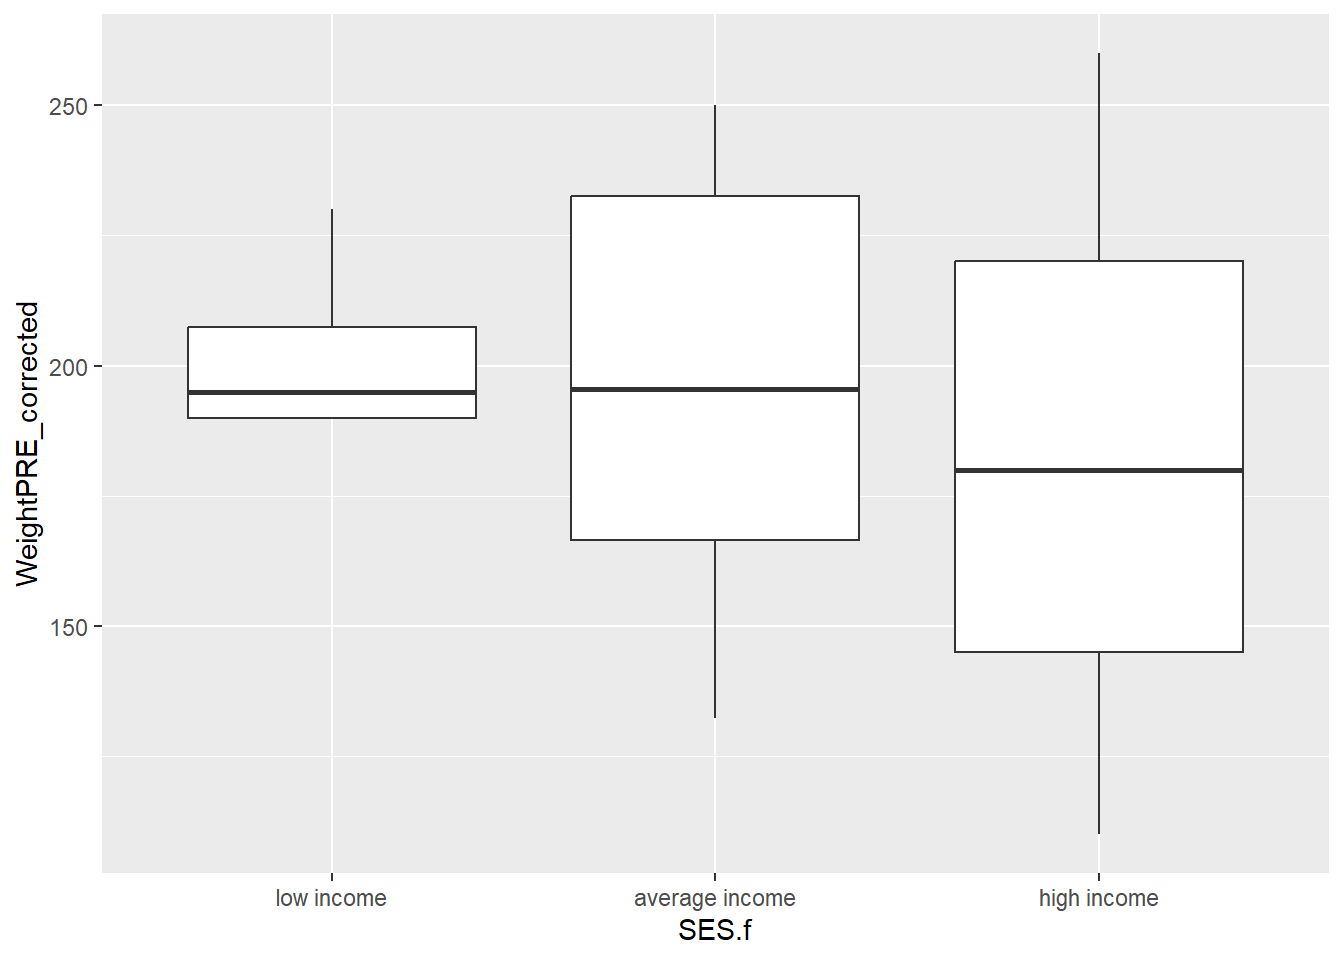 WeightPRE_corrected
250
200
150
low income
average income
high income
SES.f